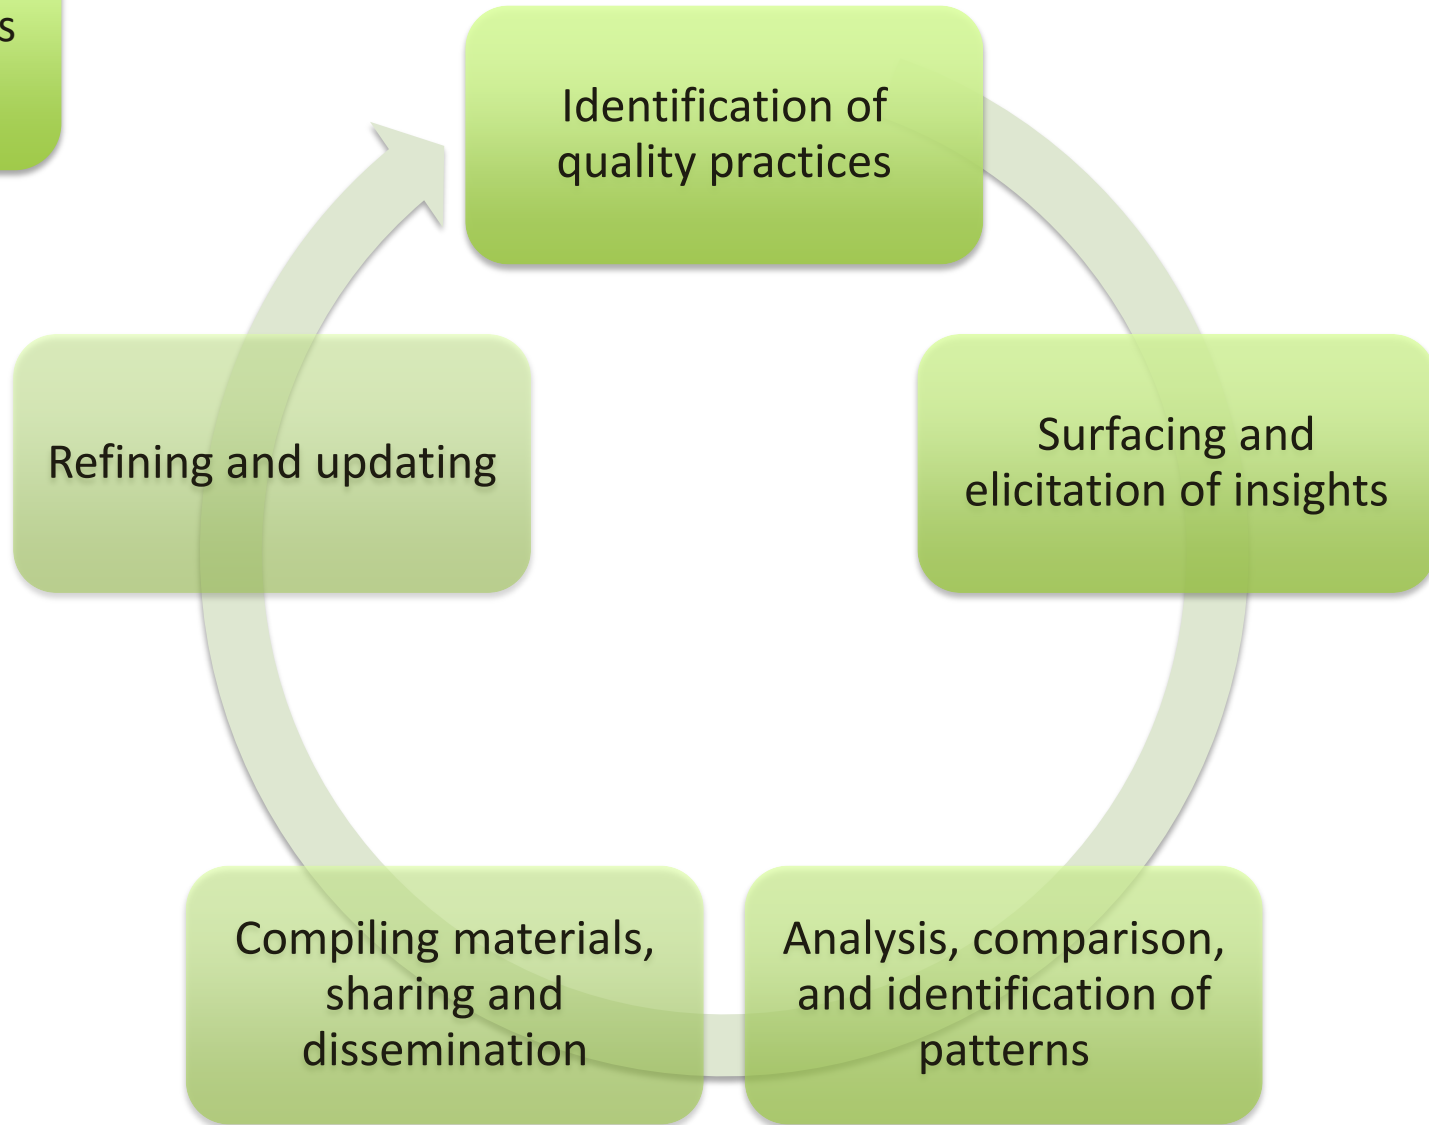 s
Identification of
quality practices
Surfacing and
elicitation of insights
Analysis, comparison,
and identification of
patterns
Compiling materials,
sharing and
dissemination
Refining and updating